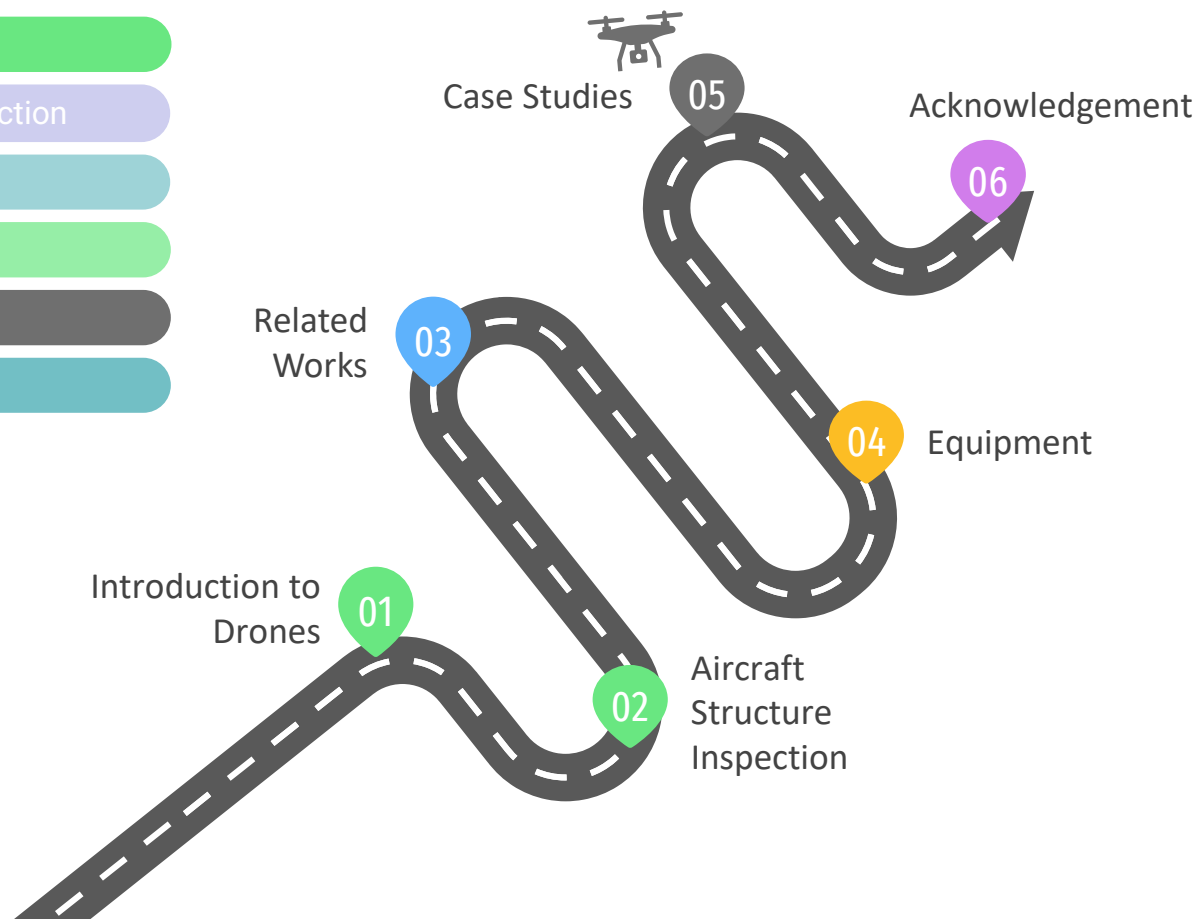 ction
Case Studies
05
Acknowledgement
06
Related
Works
03
04
Equipment
Introduction to
Drones
01
02
Aircraft
Structure
Inspection